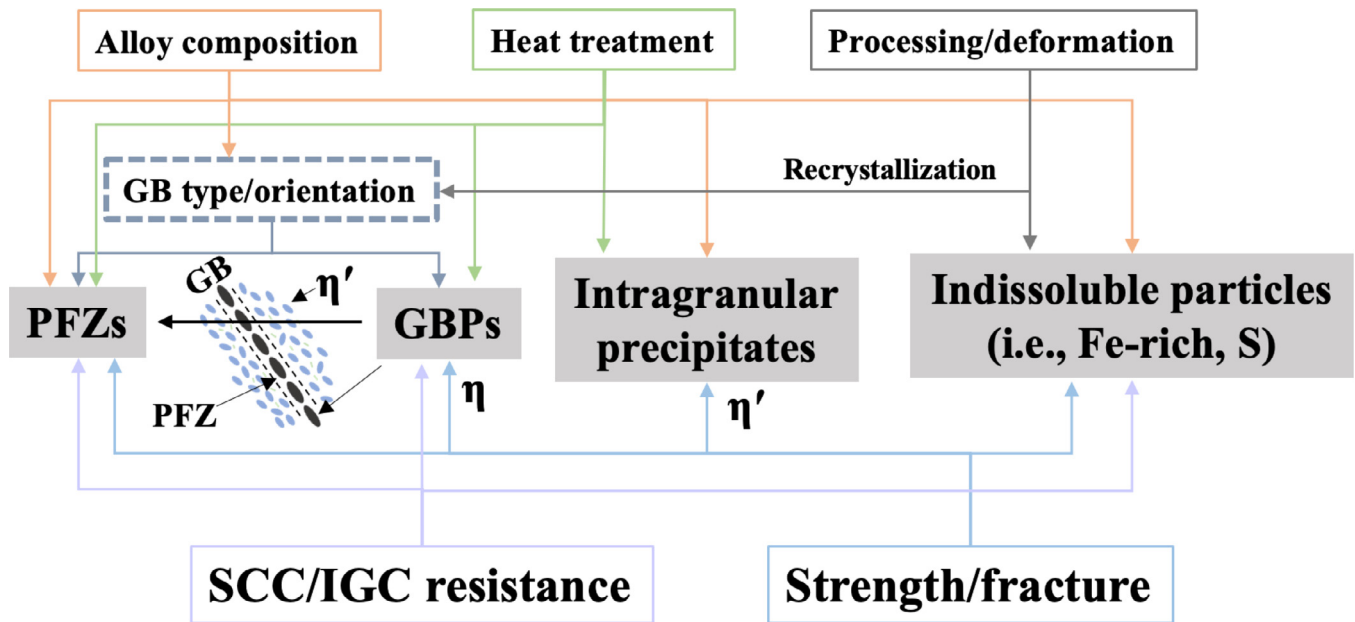 Alloy composition
Heat treatment
Processing/deformation
GB type/orientation
Recrystallization
GB
η′
PFZs
GBPs
Intragranular
precipitates
Indissoluble particles
(i.e., Fe-rich, S)
PFZ
η
η′
SCC/IGC resistance
Strength/fracture